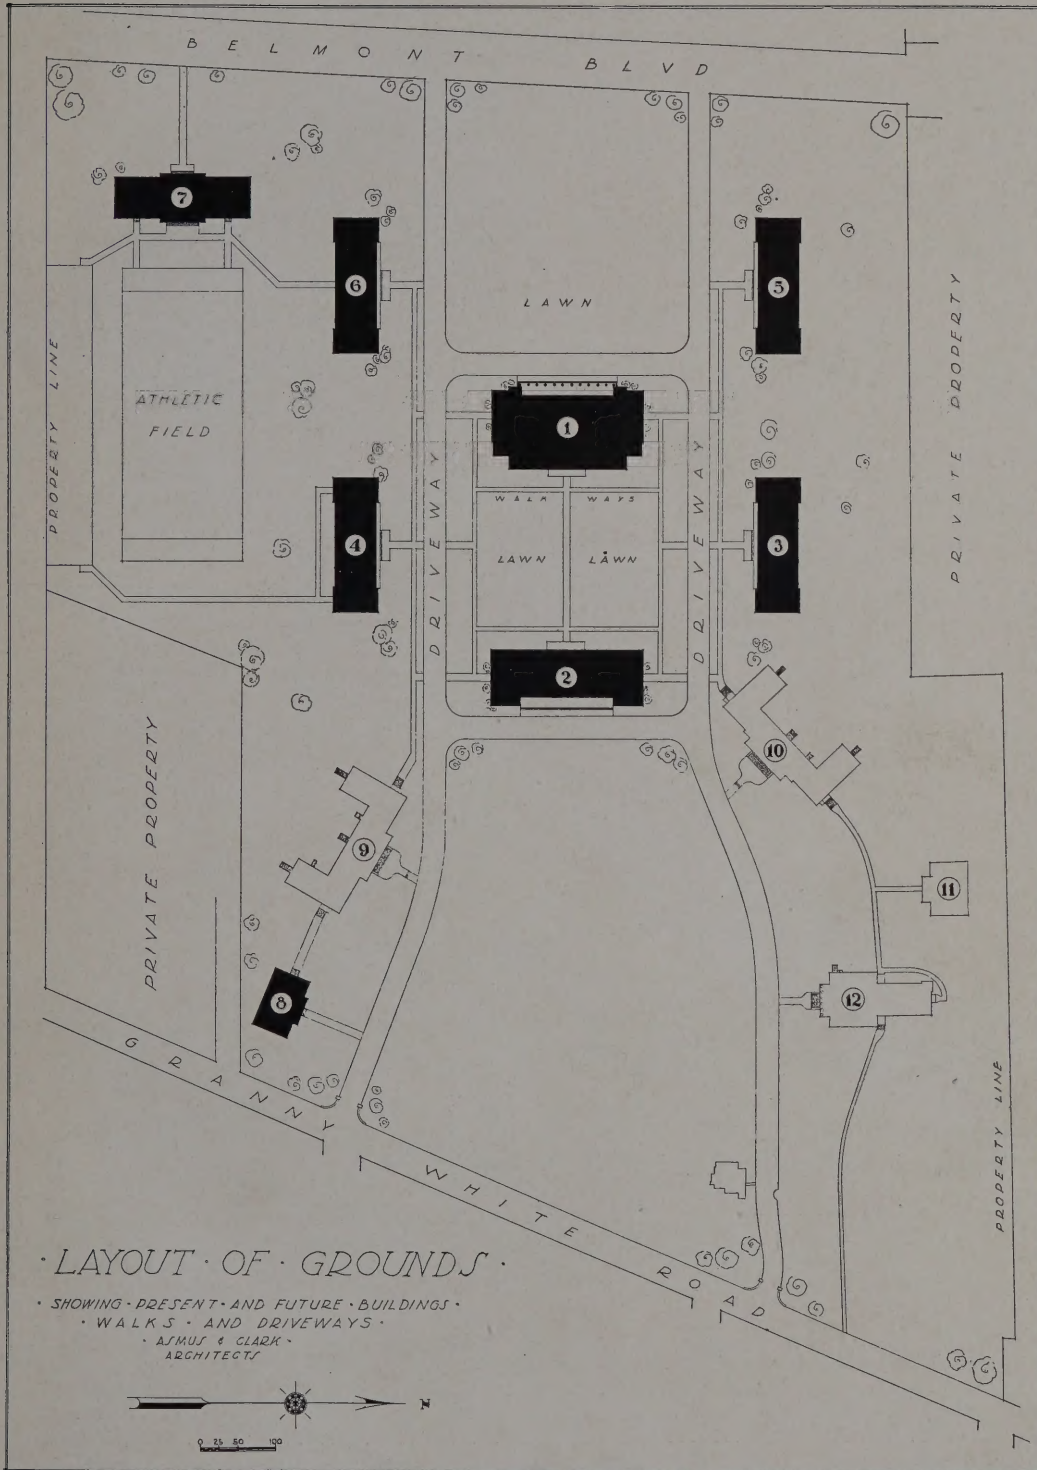 BELMONT BLVD
7
6
5
LAWN
PROPERTY LINE
ATHLETIC
FIELD
PRIVATE PROPERTY
1
DRIVEWAY
DRIVEWAY
WALK WAYS
4
LAWN
LAWN
3
2
PRIVATE PROPERTY
10
9
11
8
12
GRANNY WHITE ROAD
PROPERTY LINE
· LAYOUT · OF · GROUNDS ·
· SHOWING · PRESENT · AND FUTURE · BUILDINGS ·
· WALKS · AND DRIVEWAYS ·
· ASMUS & CLARK ·
ARCHITECTS
N
0 25 50 100